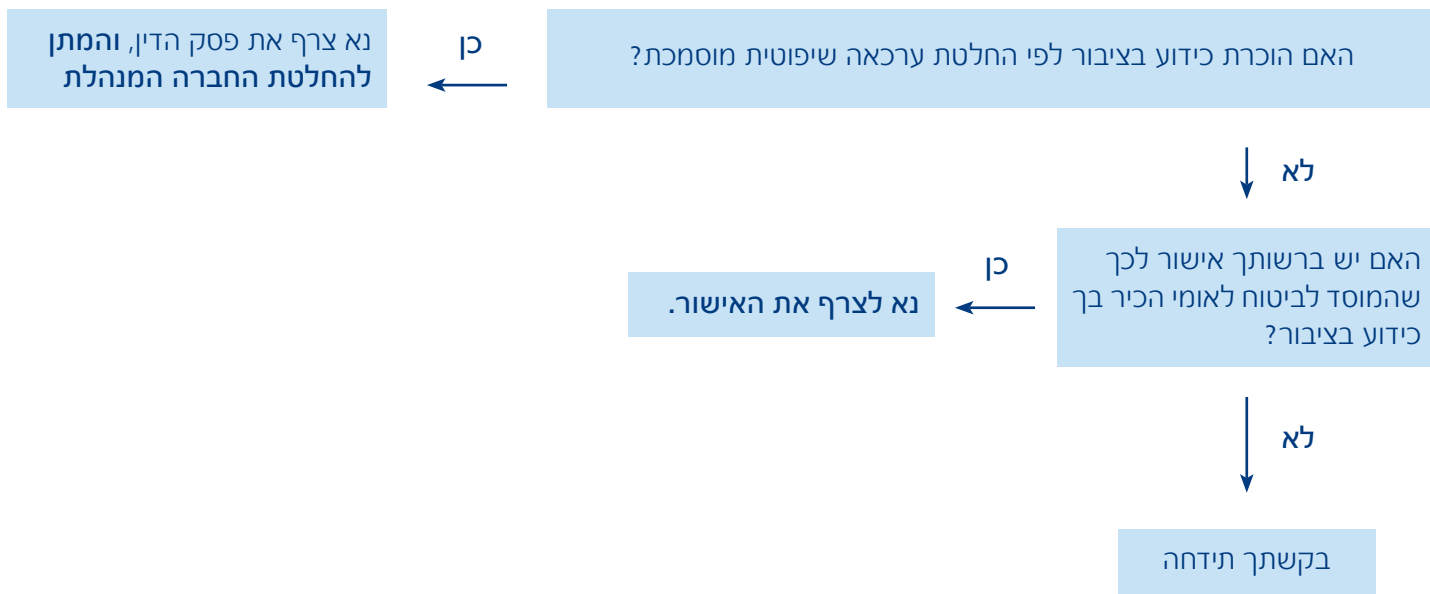 האם הוכרת כידוע בציבור לפי החלטת ערכאה שיפוטית מוסמכת?
כן
נא צרף את פסק הדין, והמתן
להחלטת החברה המנהלת
לא
האם יש ברשותך אישור לכך
שהמוסד לביטוח לאומי הכיר בך
כידוע בציבור?
כן
נא לצרף את האישור.
לא
בקשתך תידחה